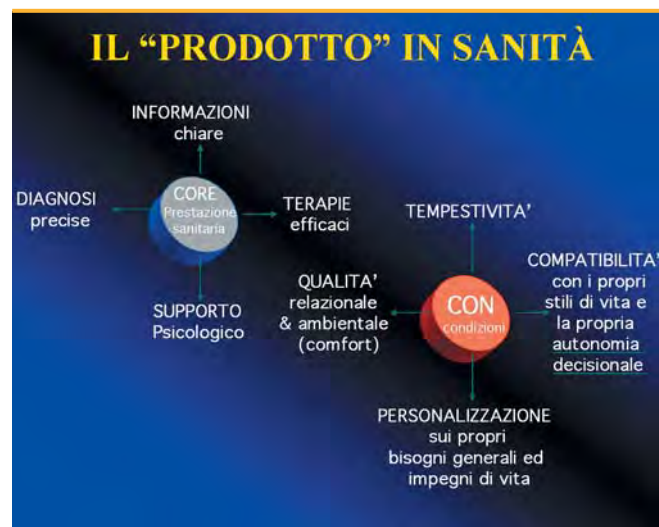 IL “PRODOTTO” IN SANITÀ
INFORMAZIONI
chiare
DIAGNOSI
precise
CORE
Prestazione
sanitaria
TERAPIE
efficaci
SUPPORTO
Psicologico
TEMPESTIVITA’
QUALITA’
relazionale
& ambientale
(comfort)
CON
condizioni
COMPATIBILITA’
con i propri
stili di vita e
la propria
autonomia
decisionale
PERSONALIZZAZIONE
sui propri
bisogni generali ed
impegni di vita